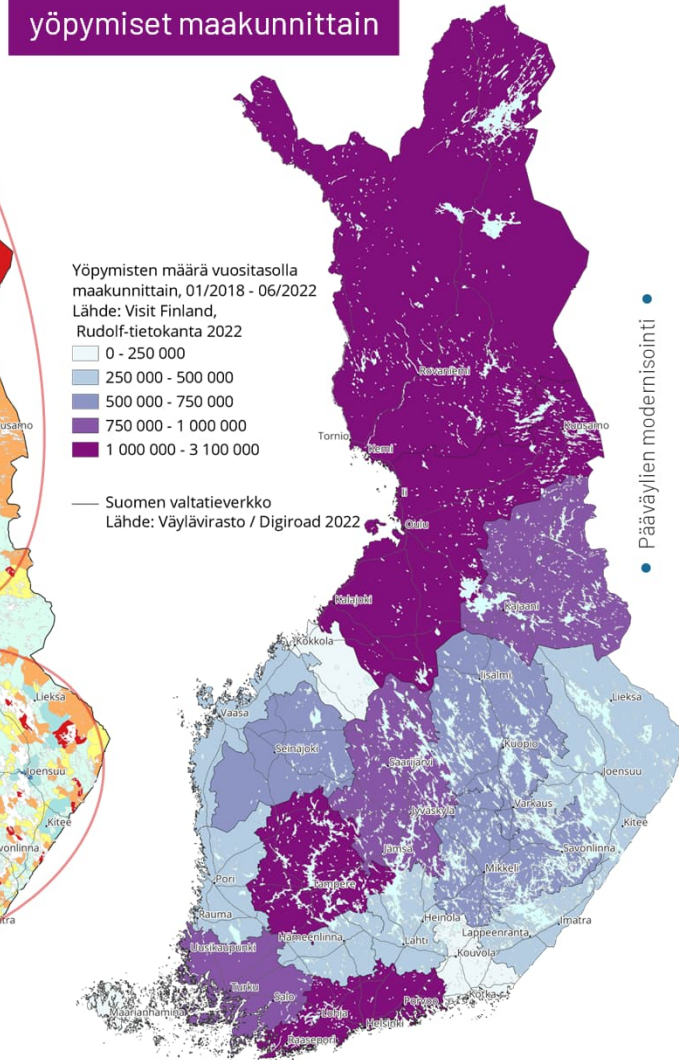 yöpymiset maakunnittain
Yöpymisten määrä vuositasolla
maakunnittain, 01/2018 - 06/2022
Lähde: Visit Finland,
Rudolf-tietokanta 2022
0 - 250 000
250 000 - 500 000
500 000 - 750 000
750 000 - 1 000 000
1 000 000 - 3 100 000
Suomen valtatieverkko
Lähde: Väylävirasto / Digiroad 2022
Rovaniemi
Tornio
Kemi
Kuusamo
Ii
Oulu
Kalajoki
Kajaani
Kokkola
Iisalmi
Lieksa
Vaasa
Seinäjoki
Saarijärvi
Kuopio
Joensuu
Jyväskylä
Varkaus
Kitee
Jämsä
Savonlinna
Mikkeli
Pori
Tampere
Rauma
Heinola
Imatra
Lappeenranta
Hämeenlinna
Lahti
Kouvola
Uusikaupunki
Turku
Salo
Kotka
Porvoo
Maarianhamina
Lohja
Helsinki
Raasepori
• Pääväylien modernisointi •
usamo
Lieksa
Joensuu
Kitee
vonlinna
tra